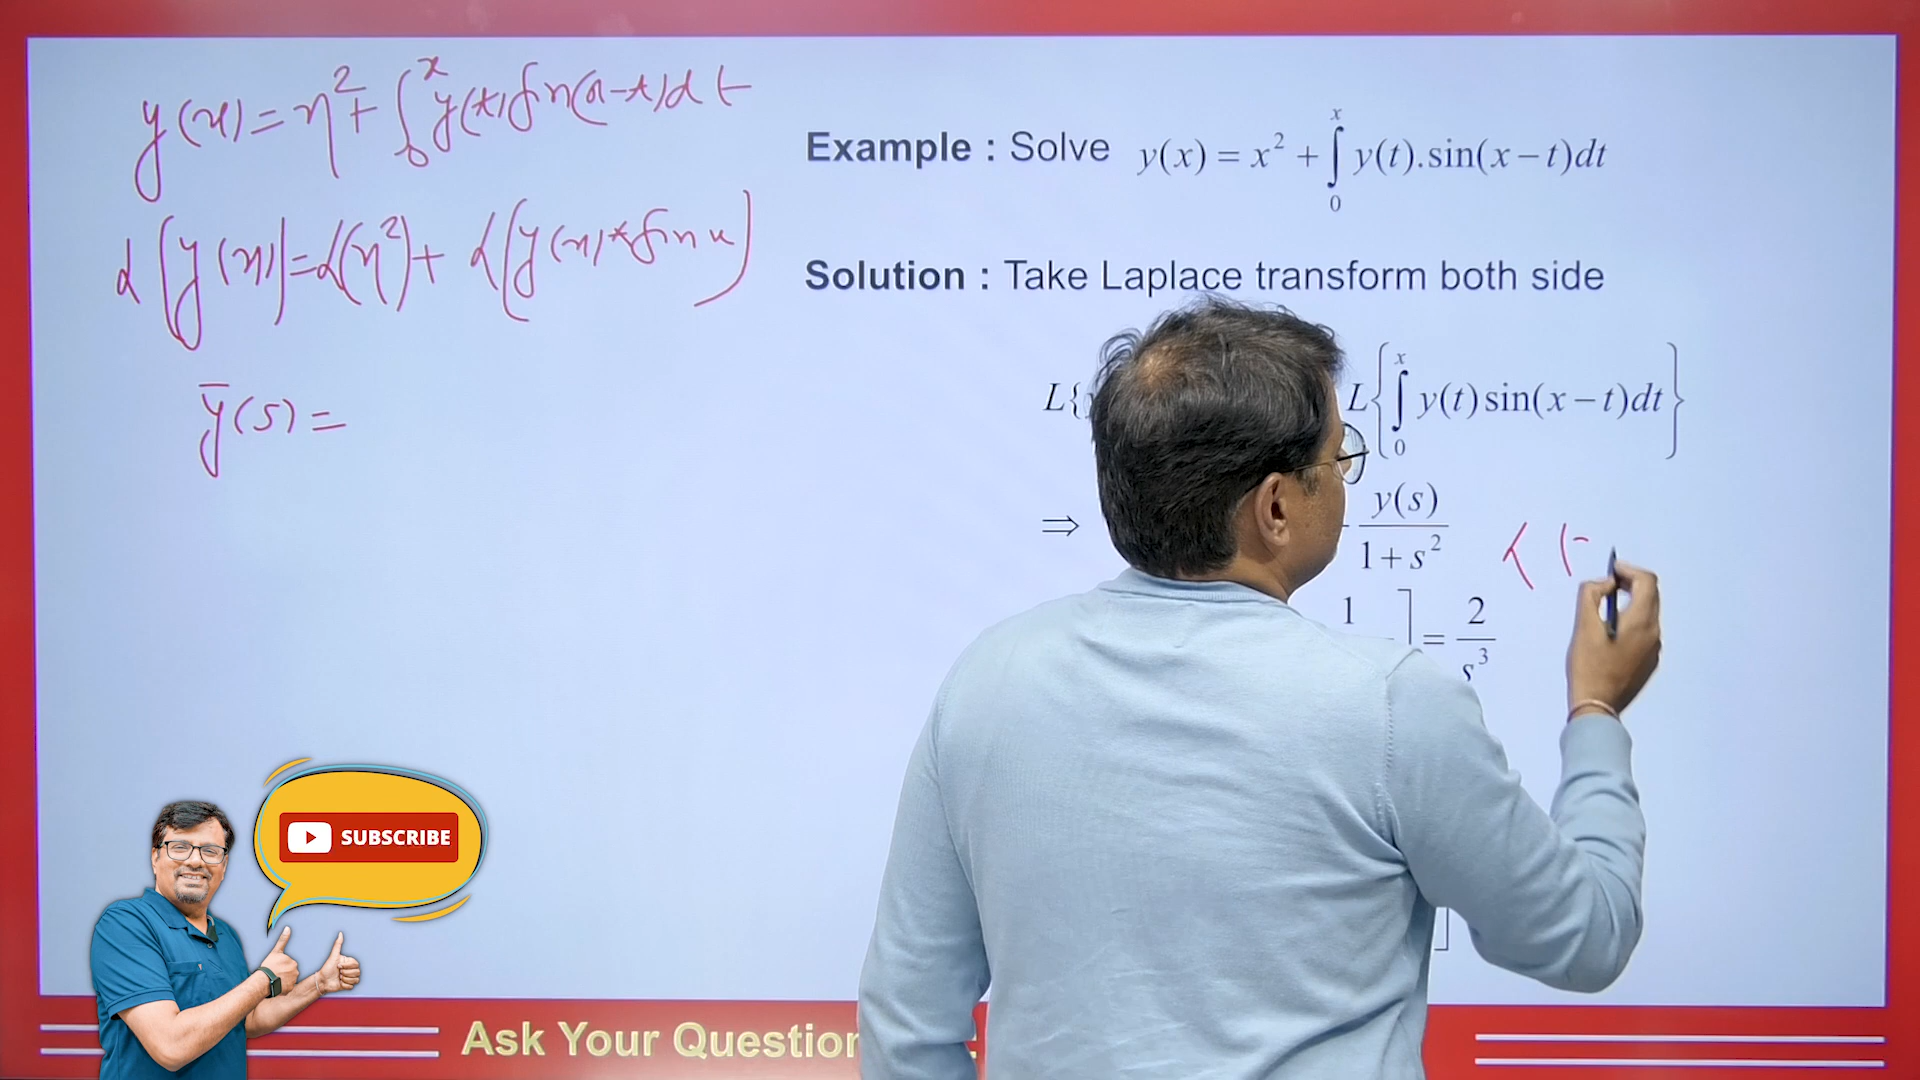 y(x) = x² + ∫₀ˣ y(t) sin(x-t) dt
L{y(x)} = L(x²) + L{y(x) * sin x}
ȳ(s) =
Example : Solve y(x) = x² + ∫₀ˣ y(t).sin(x − t)dt
Solution : Take Laplace transform both side
L{ L{∫₀ˣ y(t) sin(x − t)dt}
⇒ y(s)/(1 + s²)
L {
1 ] = 2/s³
]
SUBSCRIBE
Ask Your Question